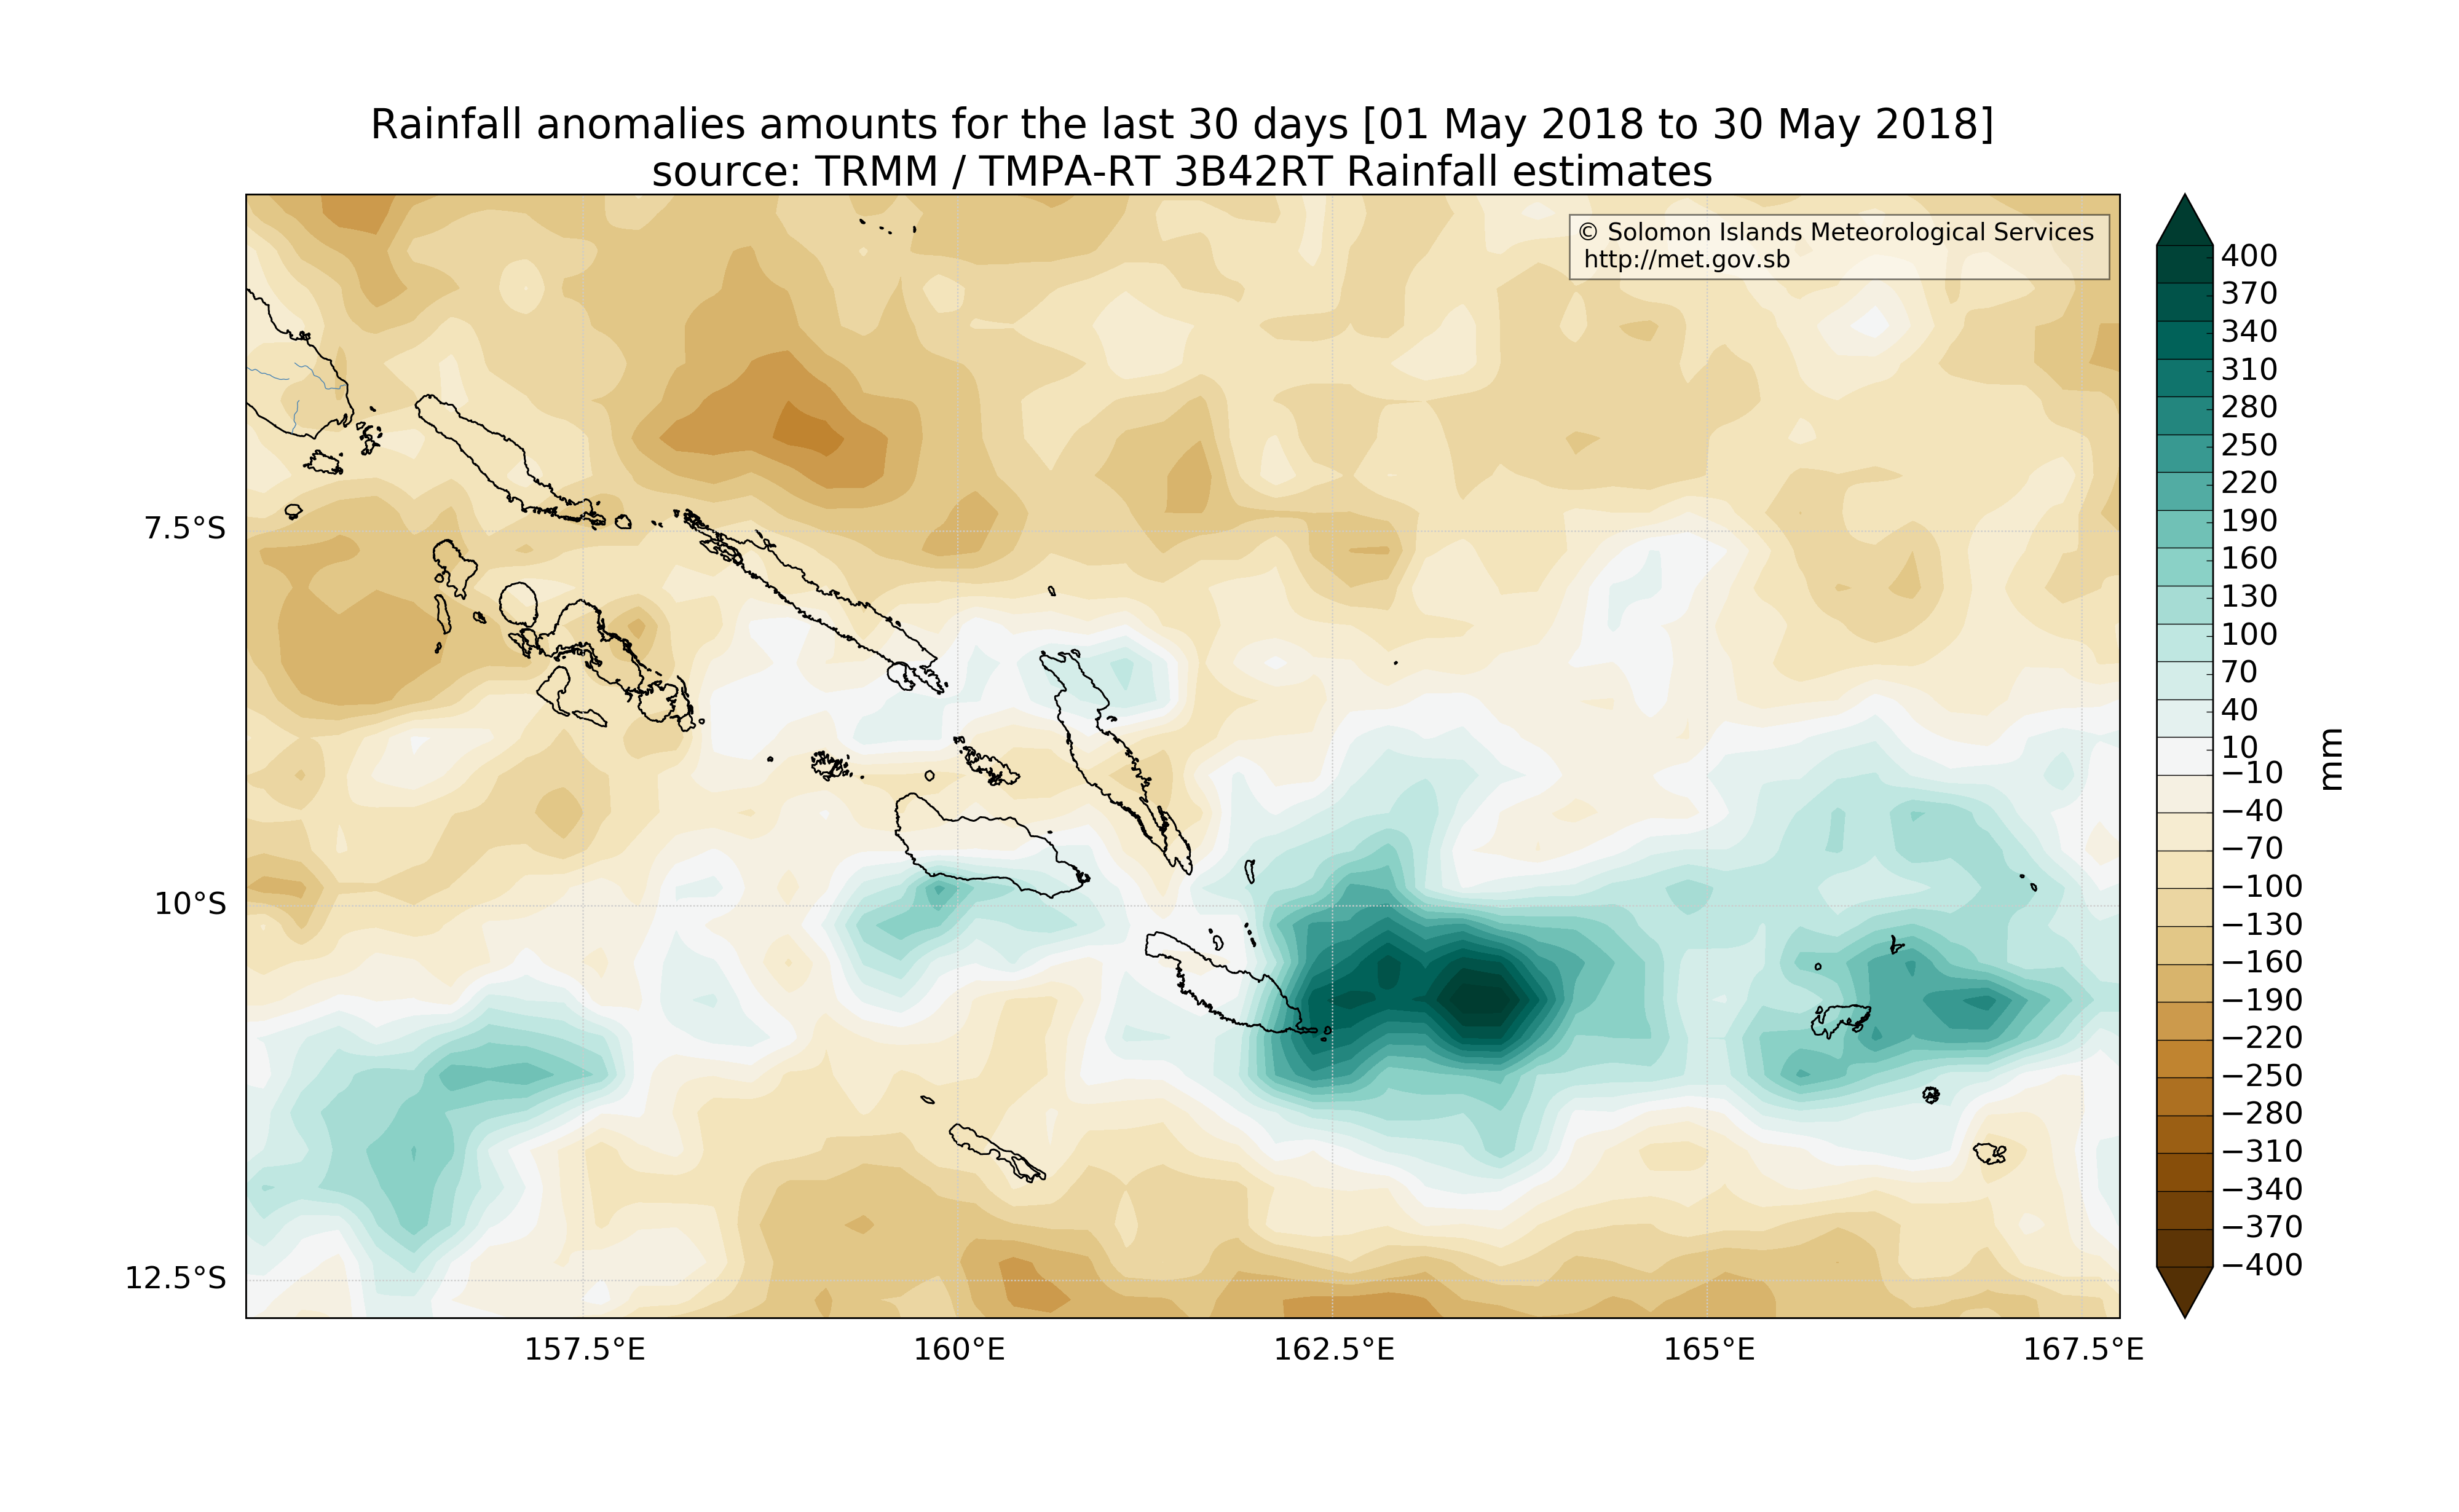 Rainfall anomalies amounts for the last 30 days [01 May 2018 to 30 May 2018]
source: TRMM / TMPA-RT 3B42RT Rainfall estimates
© Solomon Islands Meteorological Services
http://met.gov.sb
7.5°S
10°S
12.5°S
157.5°E
160°E
162.5°E
165°E
167.5°E
400
370
340
310
280
250
220
190
160
130
100
70
40
10
−10
−40
−70
−100
−130
−160
−190
−220
−250
−280
−310
−340
−370
−400
mm